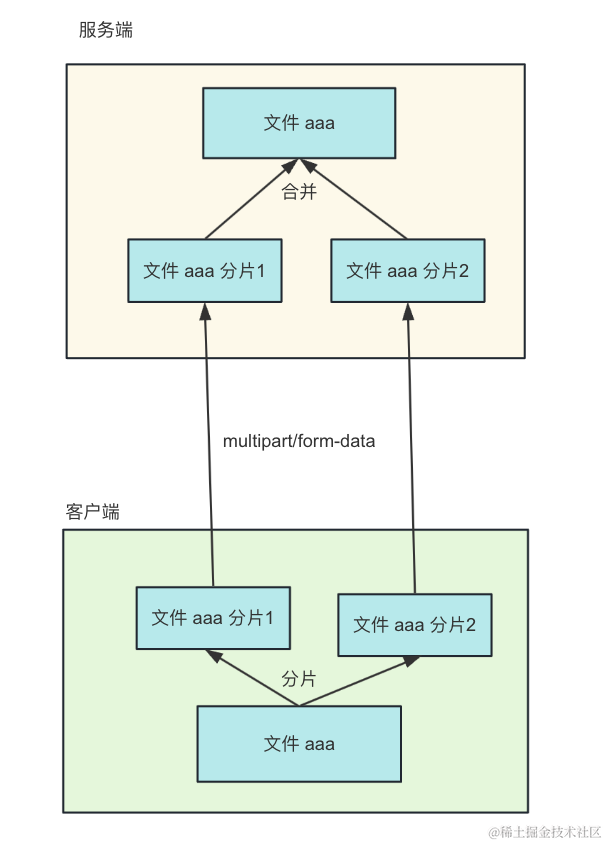 服务端
文件 aaa
合并
文件 aaa 分片1
文件 aaa 分片2
multipart/form-data
客户端
文件 aaa 分片1
文件 aaa 分片2
分片
文件 aaa
@稀土掘金技术社区